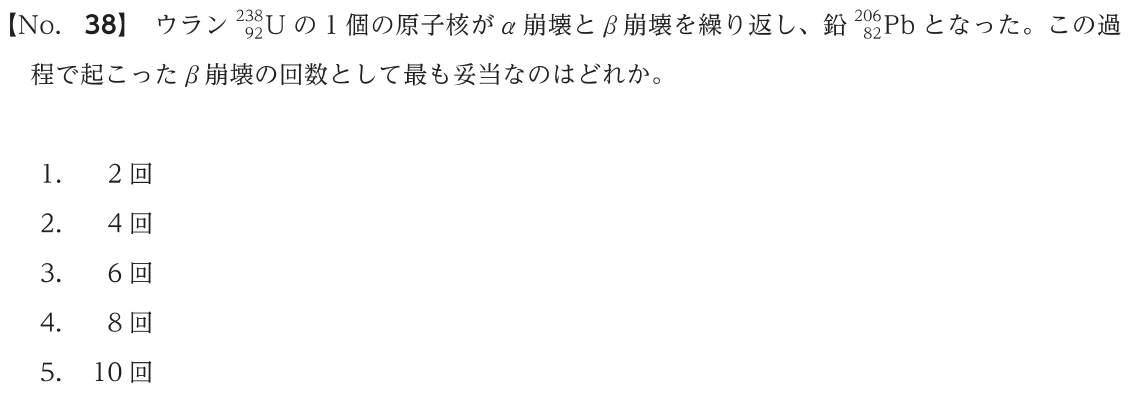 【No. 38】 ウラン ²³⁸₉₂U の 1 個の原子核が α 崩壊と β 崩壊を繰り返し、鉛 ²⁰⁶₈₂Pb となった。この過
程で起こった β 崩壊の回数として最も妥当なのはどれか。
1. 2 回
2. 4 回
3. 6 回
4. 8 回
5. 10 回